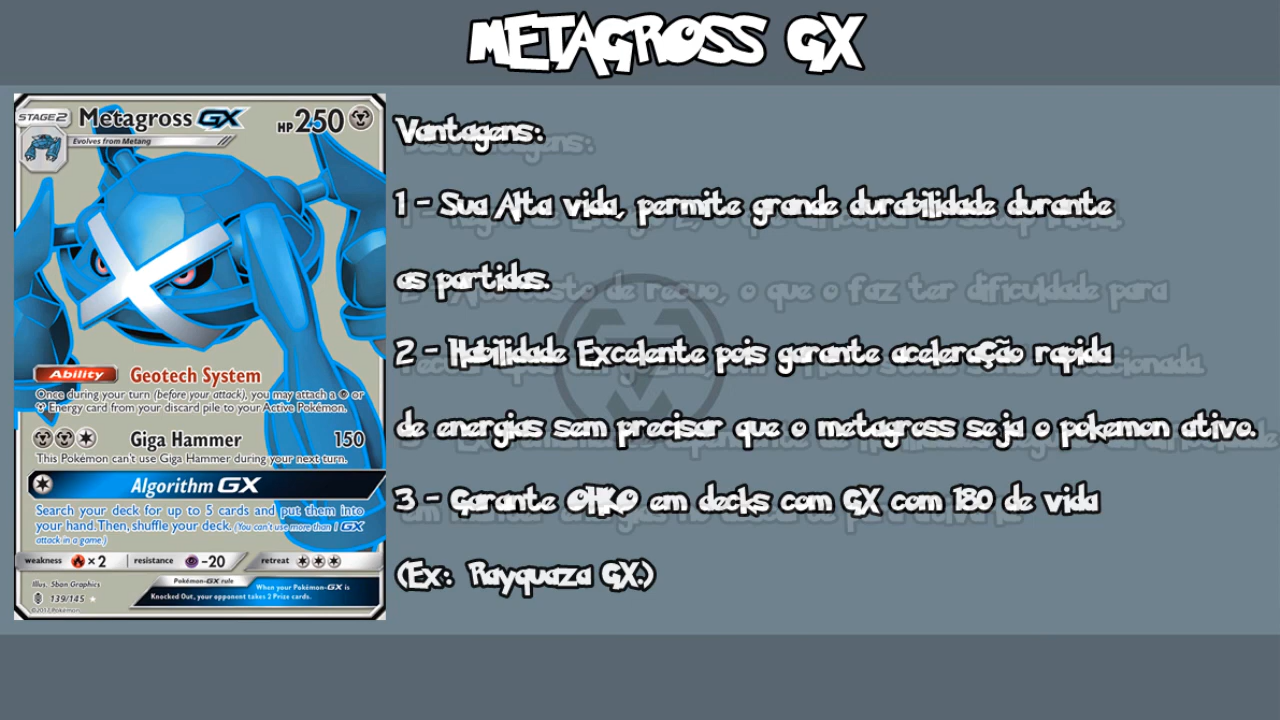 METAGROSS GX
STAGE2 Metagross GX HP250
Evolves from Metang
Ability Geotech System
Once during your turn (before your attack), you may attach a or
Energy card from your discard pile to your Active Pokémon.
Giga Hammer 150
This Pokémon can't use Giga Hammer during your next turn.
Algorithm GX
Search your deck for up to 5 cards and put them into
your hand. Then, shuffle your deck. (You can't use more than 1 GX
attack in a game.)
weakness ×2 resistance -20 retreat
Pokémon-GX rule
When your Pokémon-GX is
Knocked Out, your opponent takes 2 Prize cards.
Illus. 5ban Graphics
139/145
©2017 Pokémon
Vantagens:
1 - Sua Alta vida, permite grande durabilidade durante
as partidas.
2 - Habilidade Excelente pois garante aceleração rapida
de energias sem precisar que o metagross seja o pokemon ativo.
3 - Garante OHKO em decks com GX com 180 de vida
(Ex: Rayquaza GX.)